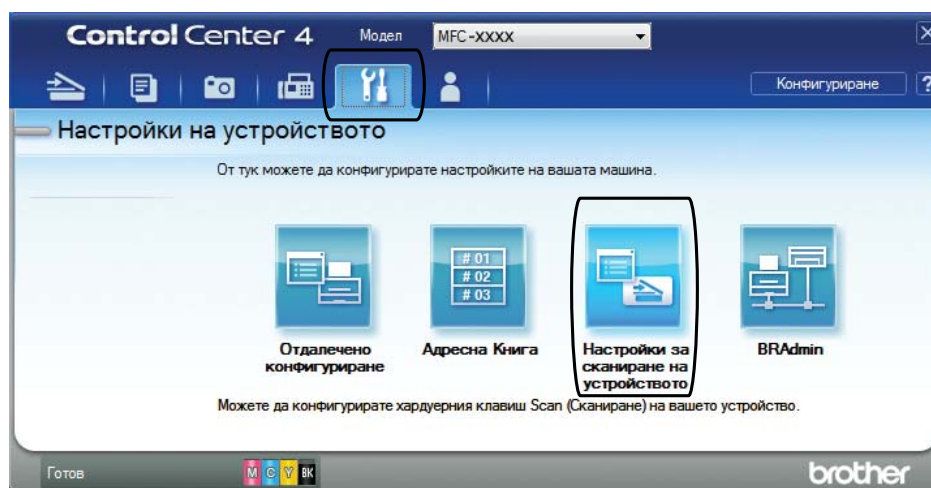 Control Center 4
Модел
MFC-XXXX
Конфигуриране
?
Настройки на устройството
От тук можете да конфигурирате настройките на вашата машина.
# 01
# 02
# 03
Отдалечено
конфигуриране
Адресна Книга
Настройки за
сканиране на
устройството
BRAdmin
Можете да конфигурирате хардуерния клавиш Scan (Сканиране) на вашето устройство.
Готов
M C Y BK
brother